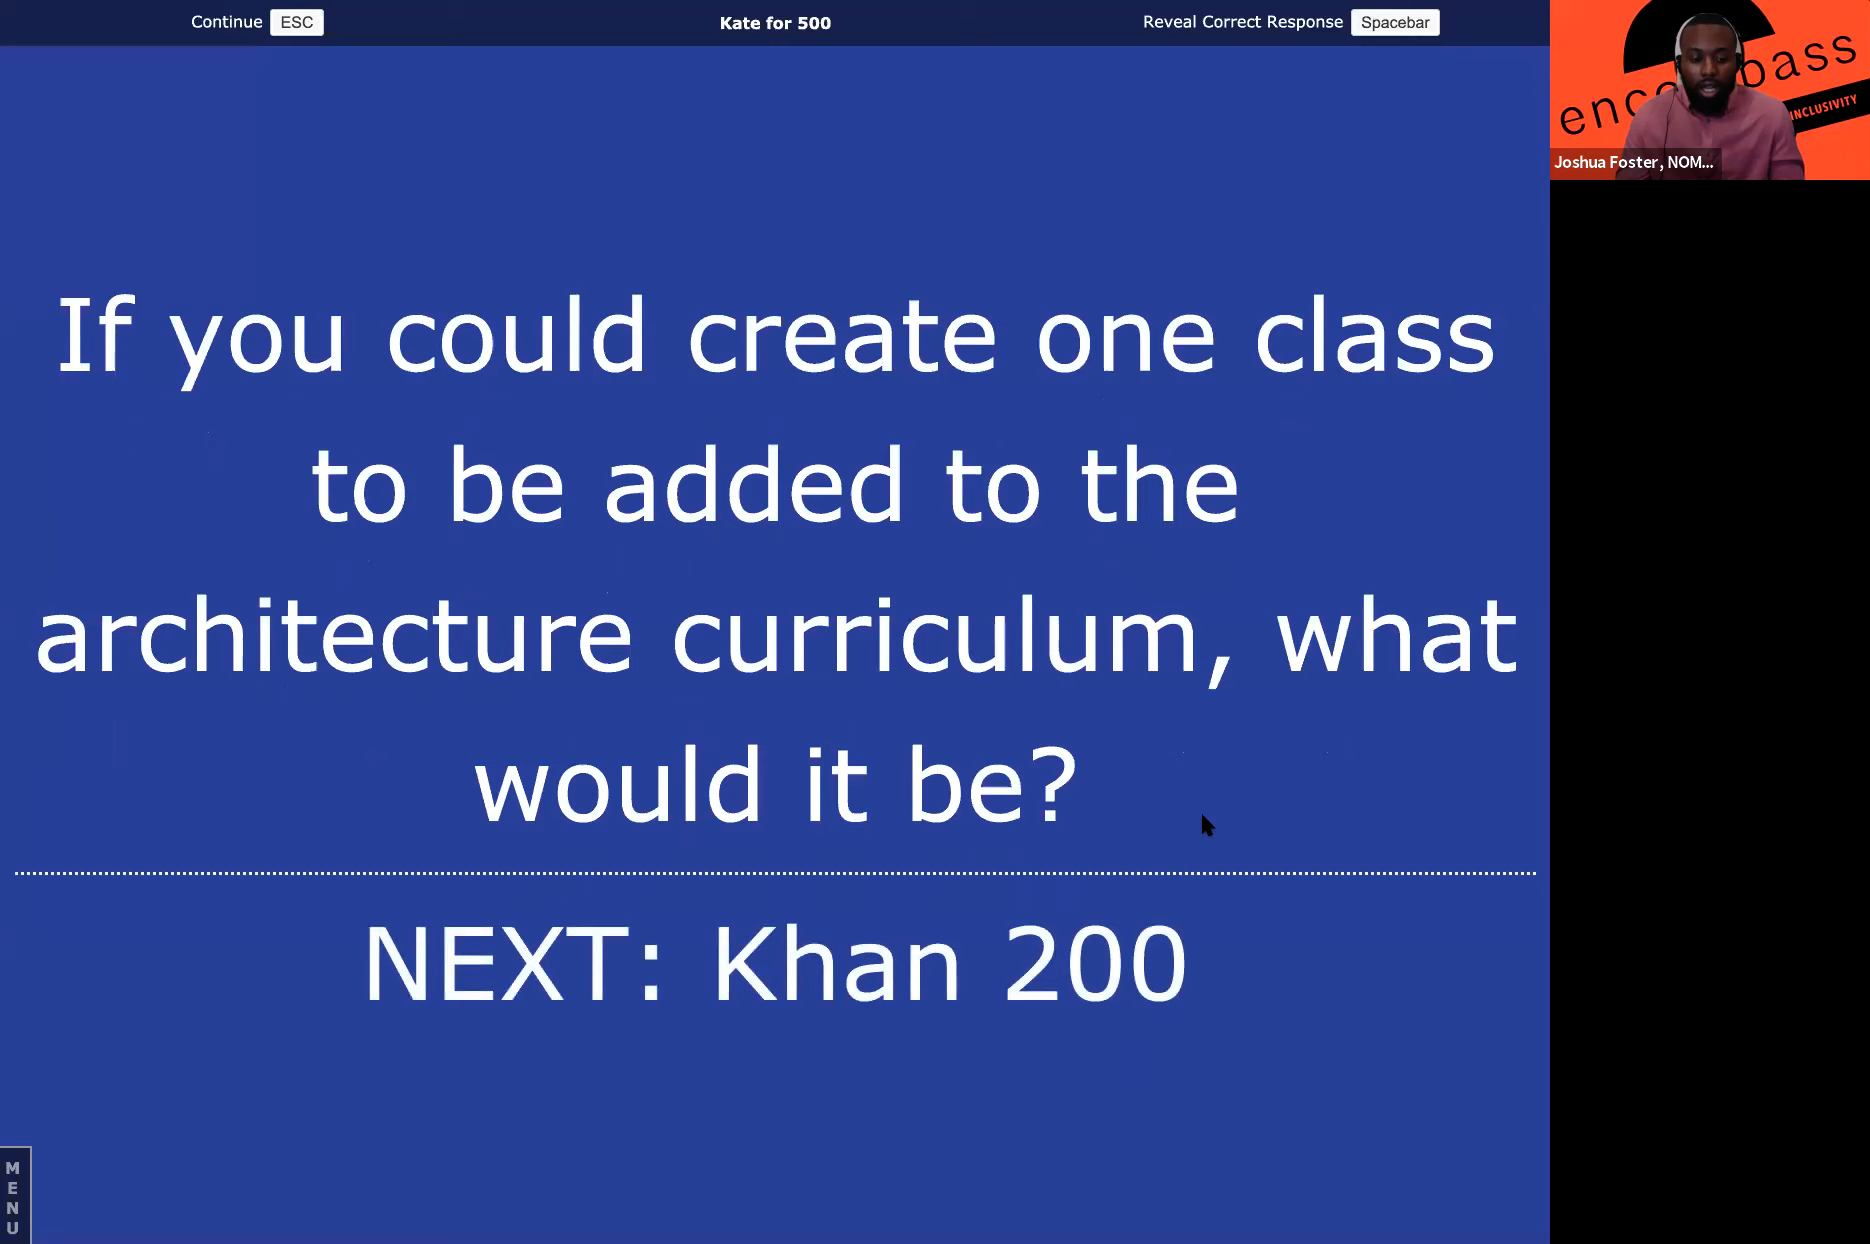 Continue ESC
Kate for 500
Reveal Correct Response Spacebar
If you could create one class
to be added to the
architecture curriculum, what
would it be?
NEXT: Khan 200
MENU
bass
INCLUSIVITY
Joshua Foster, NOM...